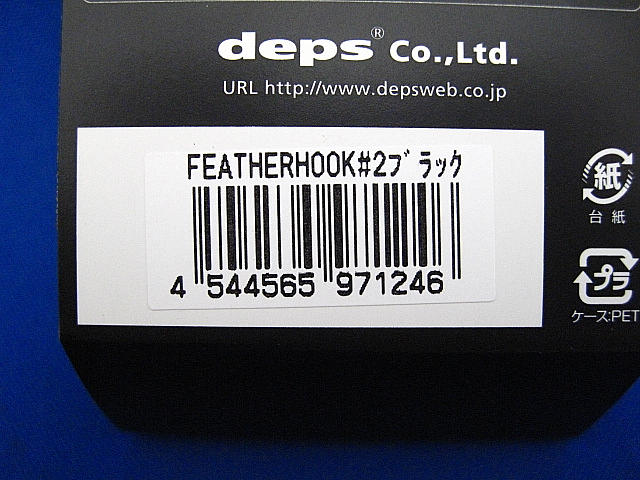 deps® Co.,Ltd.
URL http://www.depsweb.co.jp
FEATHERHOOK#2ﾌﾞﾗｯｸ
4 544565 971246
紙
台紙
プラ
ケース:PET